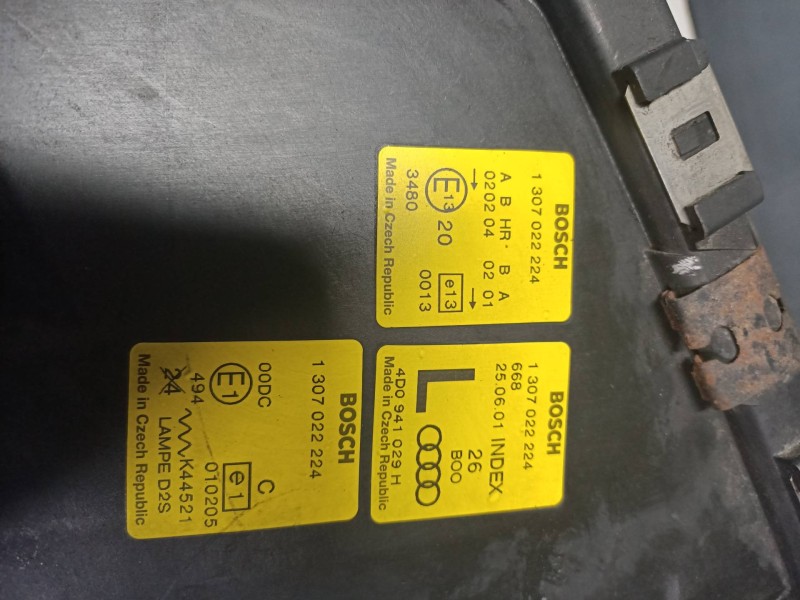 BOSCH
1 307 022 224
A B HR B A
0202 04 02 01
E13 20 e13
3480 0013
Made in Czech Republic
BOSCH
1 307 022 224
668 26
25.06.01 INDEX BOO
L
4D0 941 029 H
Made in Czech Republic
BOSCH
1 307 022 224
00DC C
E1 e1
494 K44521 010205
24 LAMPE D2S
Made in Czech Republic